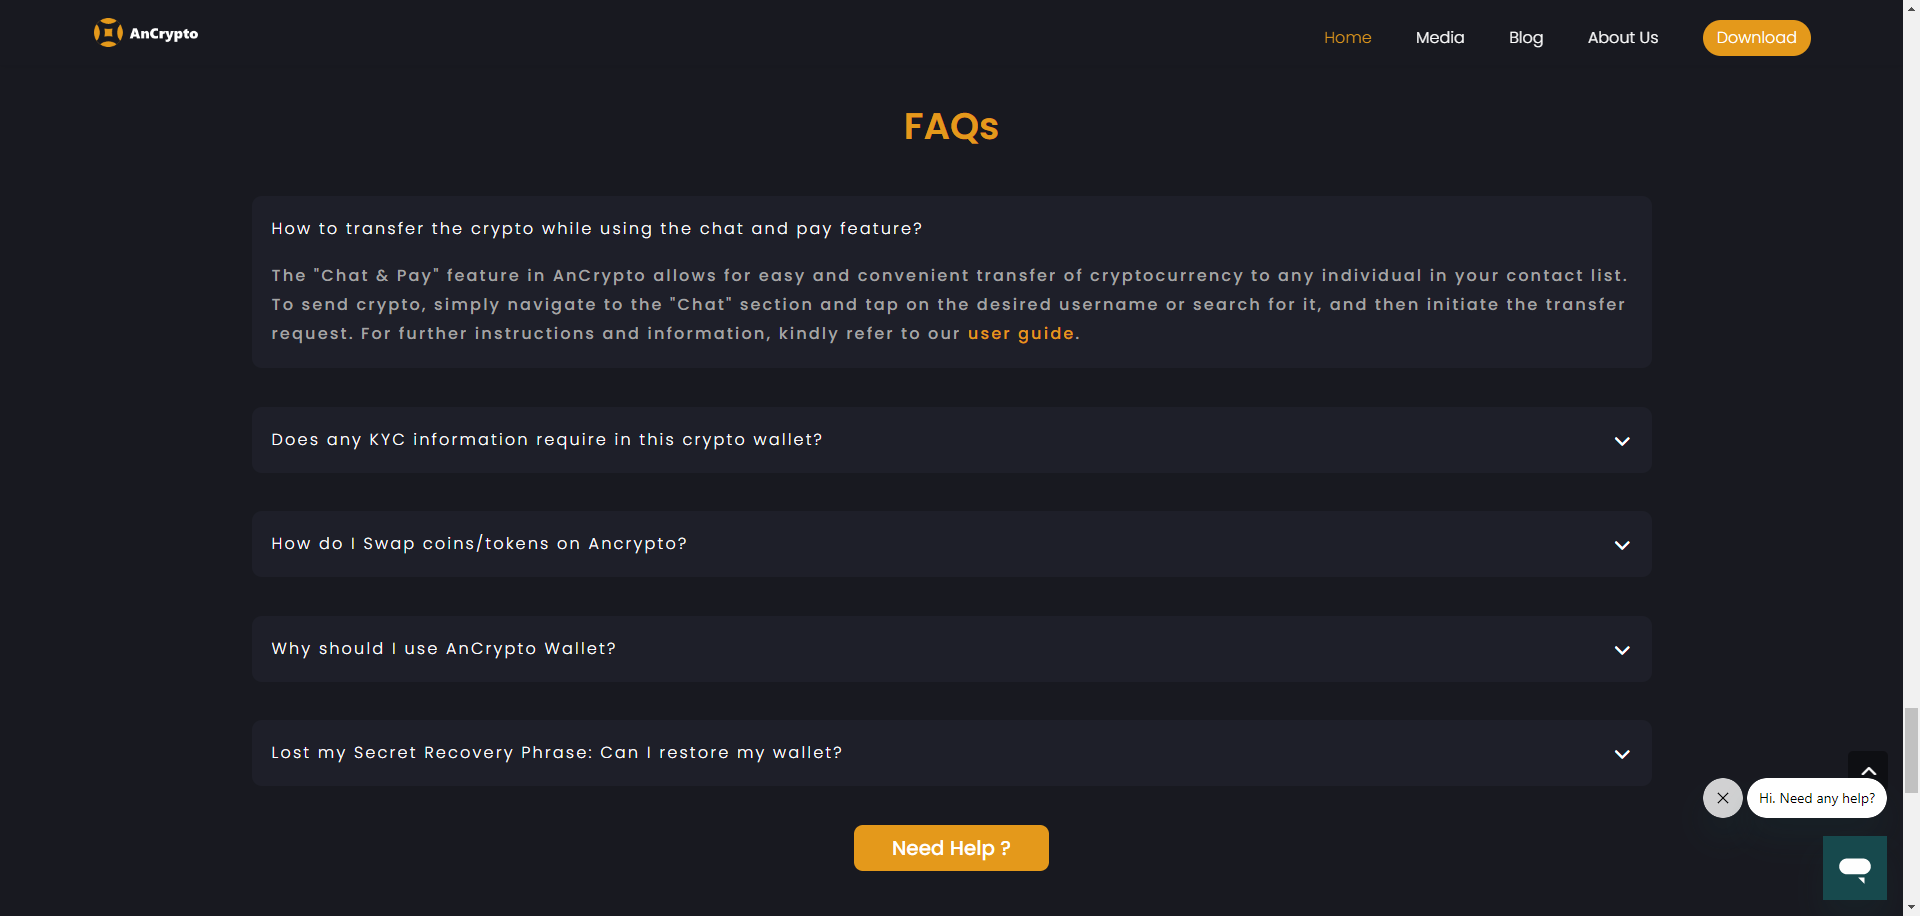 AnCrypto
Home
Media
Blog
About Us
Download
FAQs
How to transfer the crypto while using the chat and pay feature?
The "Chat & Pay" feature in AnCrypto allows for easy and convenient transfer of cryptocurrency to any individual in your contact list.
To send crypto, simply navigate to the "Chat" section and tap on the desired username or search for it, and then initiate the transfer
request. For further instructions and information, kindly refer to our user guide.
Does any KYC information require in this crypto wallet?
How do I Swap coins/tokens on Ancrypto?
Why should I use AnCrypto Wallet?
Lost my Secret Recovery Phrase: Can I restore my wallet?
Hi. Need any help?
Need Help ?